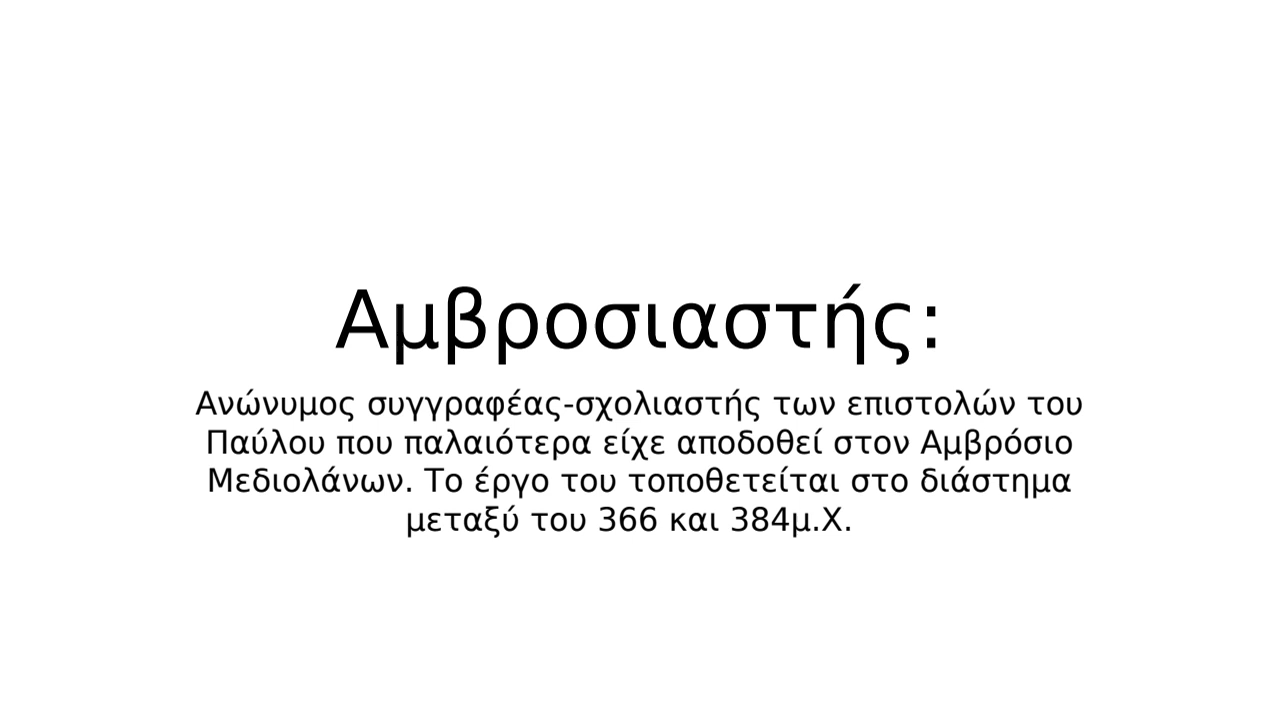 Αμβροσιαστής:
Ανώνυμος συγγραφέας-σχολιαστής των επιστολών του
Παύλου που παλαιότερα είχε αποδοθεί στον Αμβρόσιο
Μεδιολάνων. Το έργο του τοποθετείται στο διάστημα
μεταξύ του 366 και 384μ.Χ.